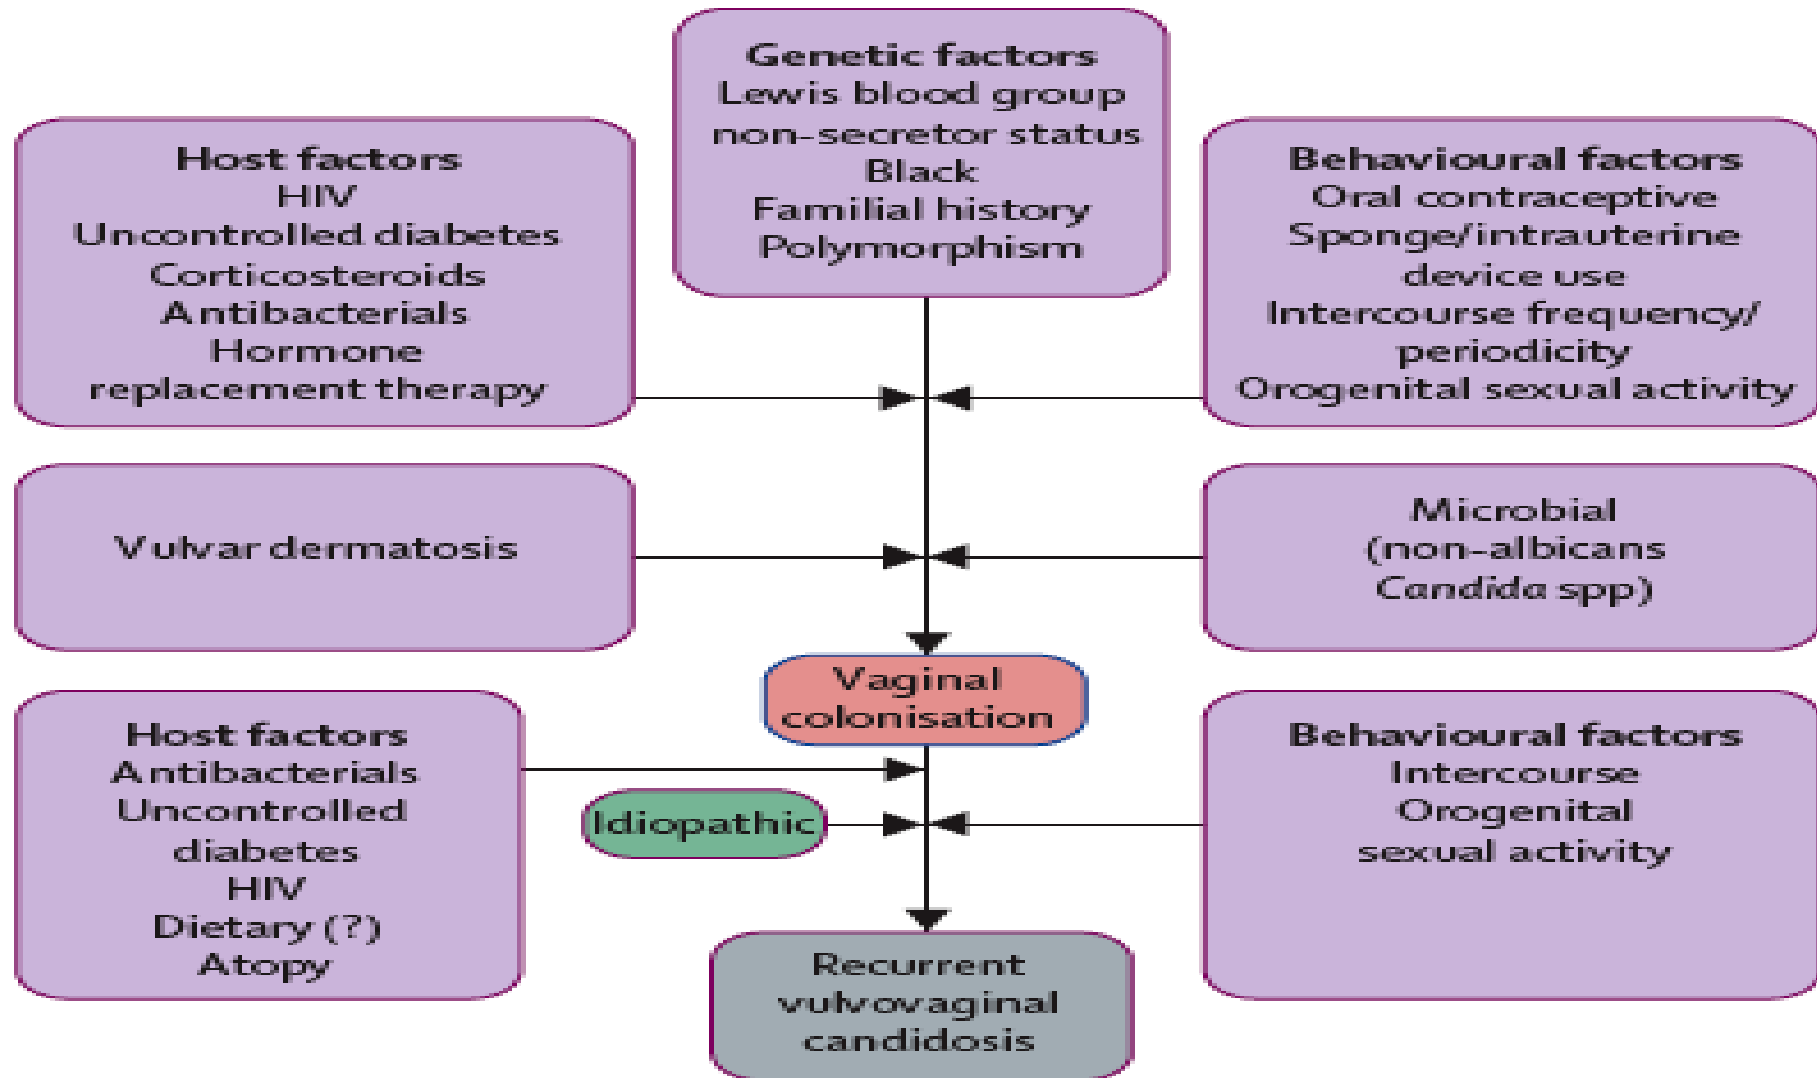 Genetic factors
Lewis blood group
non-secretor status
Black
Familial history
Polymorphism
Host factors
HIV
Uncontrolled diabetes
Corticosteroids
Antibacterials
Hormone
replacement therapy
Behavioural factors
Oral contraceptive
Sponge/intrauterine
device use
Intercourse frequency/
periodicity
Orogenital sexual activity
Vulvar dermatosis
Microbial
(non-albicans
Candida spp)
Vaginal
colonisation
Host factors
Antibacterials
Uncontrolled
diabetes
HIV
Dietary (?)
Atopy
Idiopathic
Behavioural factors
Intercourse
Orogenital
sexual activity
Recurrent
vulvovaginal
candidosis